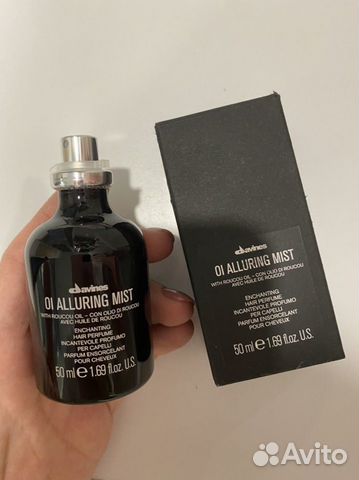 davines
OI ALLURING MIST
WITH ROUCOU OIL - CON OLIO DI ROUCOU
AVEC HUILE DE ROUCOU
ENCHANTING
HAIR PERFUME
INCANTEVOLE PROFUMO
PER CAPELLI
PARFUM ENSORCELANT
POUR CHEVEUX
50 ml e 1.69 fl.oz. U.S.
davines
OI ALLURING MIST
WITH ROUCOU OIL - CON OLIO DI ROUCOU
AVEC HUILE DE ROUCOU
ENCHANTING
HAIR PERFUME
INCANTEVOLE PROFUMO
PER CAPELLI
PARFUM ENSORCELANT
POUR CHEVEUX
50 ml e 1.69 fl.oz. U.S.
Avito